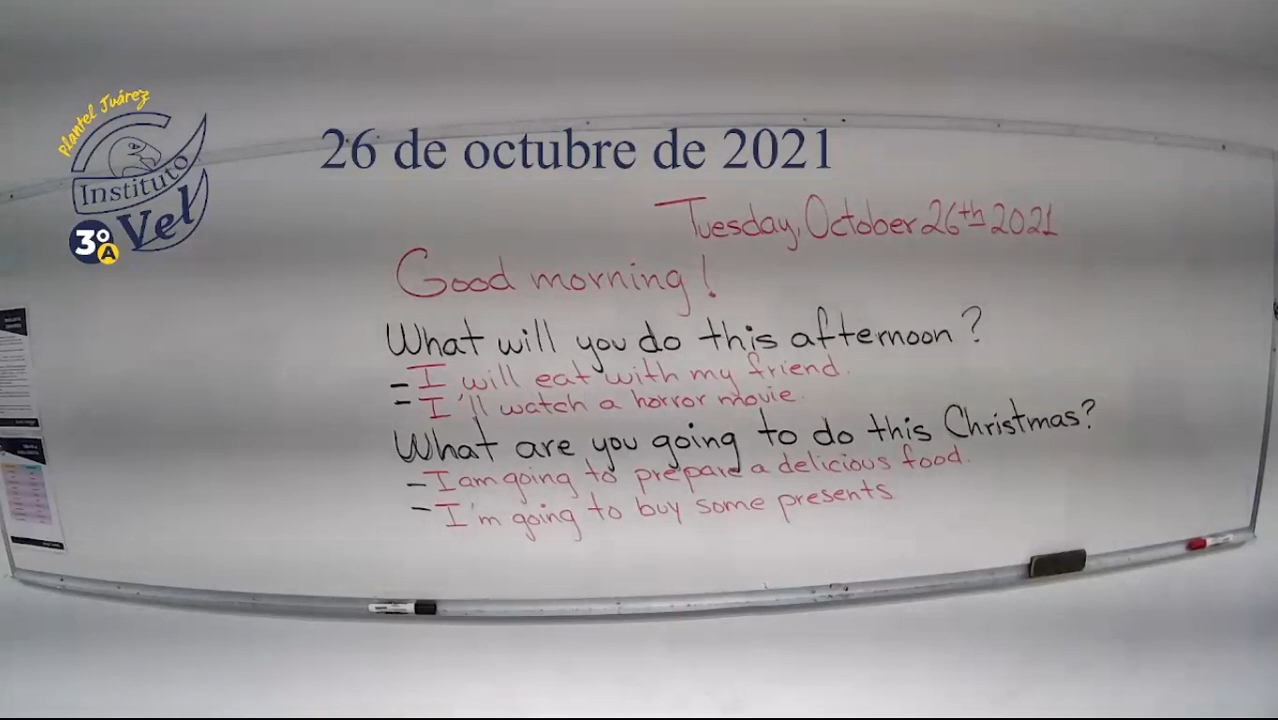 Plantel Juárez
Instituto
Vel
3º
A
26 de octubre de 2021
Tuesday, October 26th 2021
Good morning!
What will you do this afternoon?
- I will eat with my friend.
- I'll watch a horror movie.
What are you going to do this Christmas?
- I am going to prepare a delicious food.
- I'm going to buy some presents